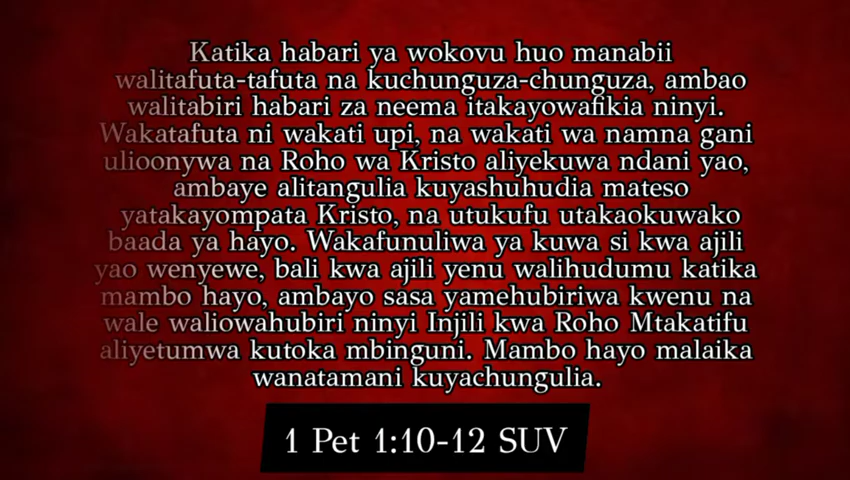 Katika habari ya wokovu huo manabii
walitafuta-tafuta na kuchunguza-chunguza, ambao
walitabiri habari za neema itakayowafikia ninyi.
Wakatafuta ni wakati upi, na wakati wa namna gani
ulioonywa na Roho wa Kristo aliyekuwa ndani yao,
ambaye alitangulia kuyashuhudia mateso
yatakayompata Kristo, na utukufu utakaokuwako
baada ya hayo. Wakafunuliwa ya kuwa si kwa ajili
yao wenyewe, bali kwa ajili yenu walihudumu katika
mambo hayo, ambayo sasa yamehubiriwa kwenu na
wale waliowahubiri ninyi Injili kwa Roho Mtakatifu
aliyetumwa kutoka mbinguni. Mambo hayo malaika
wanatamani kuyachungulia.
1 Pet 1:10-12 SUV